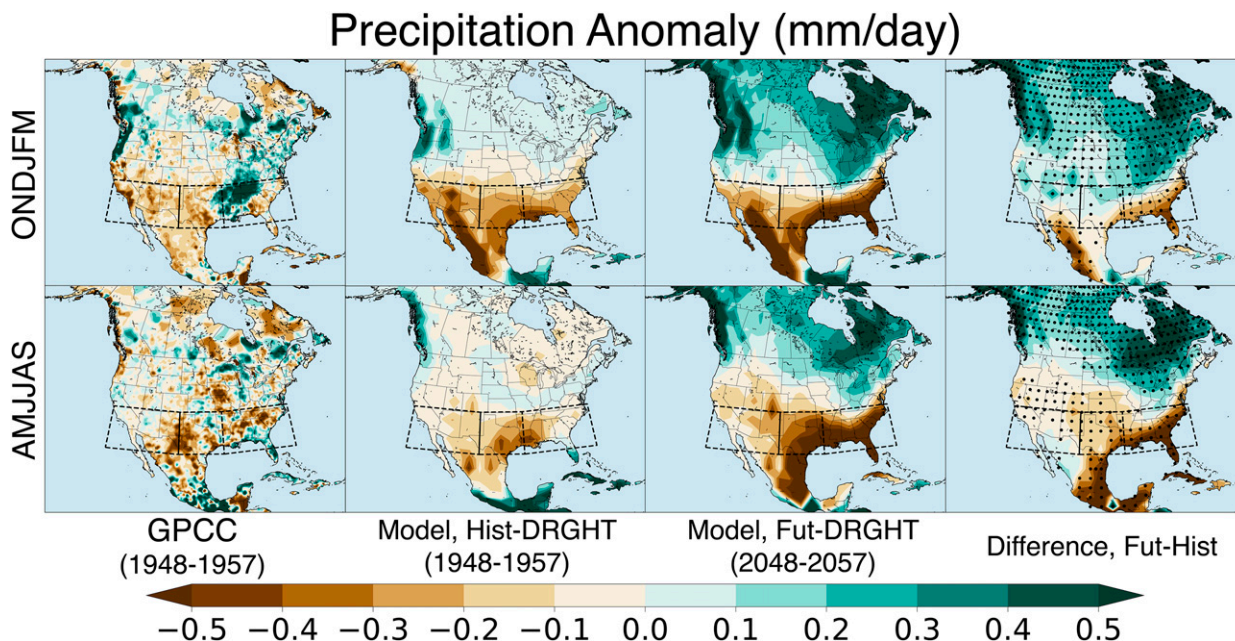 Precipitation Anomaly (mm/day)
ONDJFM
AMJJAS
GPCC
(1948-1957)
Model, Hist-DRGHT
(1948-1957)
Model, Fut-DRGHT
(2048-2057)
Difference, Fut-Hist
−0.5 −0.4 −0.3 −0.2 −0.1 0.0 0.1 0.2 0.3 0.4 0.5